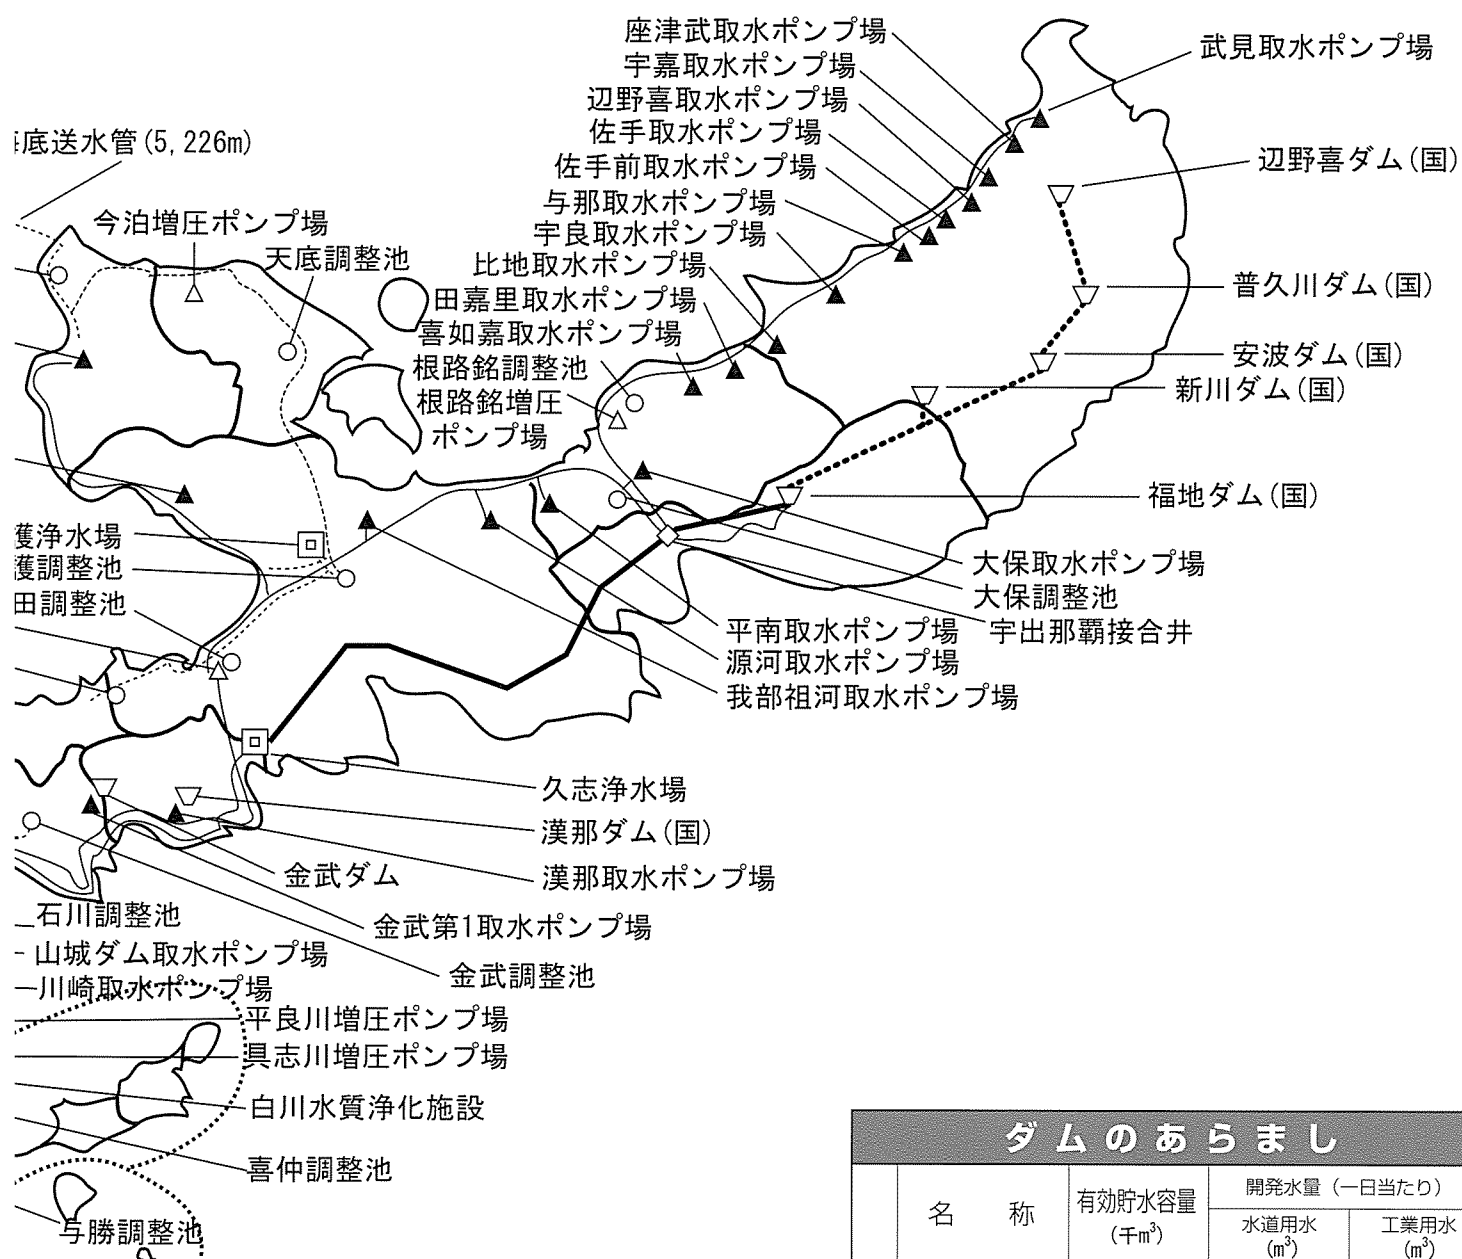 座津武取水ポンプ場
武見取水ポンプ場
宇嘉取水ポンプ場
辺野喜取水ポンプ場
佐手取水ポンプ場
底送水管(5,226m)
辺野喜ダム(国)
佐手前取水ポンプ場
与那取水ポンプ場
今泊増圧ポンプ場
宇良取水ポンプ場
天底調整池
比地取水ポンプ場
普久川ダム(国)
田嘉里取水ポンプ場
喜如嘉取水ポンプ場
安波ダム(国)
根路銘調整池
新川ダム(国)
根路銘増圧
ポンプ場
福地ダム(国)
護浄水場
大保取水ポンプ場
護調整池
大保調整池
田調整池
平南取水ポンプ場
宇出那覇接合井
源河取水ポンプ場
我部祖河取水ポンプ場
久志浄水場
漢那ダム(国)
金武ダム
漢那取水ポンプ場
石川調整池
金武第1取水ポンプ場
山城ダム取水ポンプ場
金武調整池
川崎取水ポンプ場
平良川増圧ポンプ場
具志川増圧ポンプ場
白川水質浄化施設
喜仲調整池
与勝調整池
ダムのあらまし
名 称
有効貯水容量
(千m³)
開発水量(一日当たり)
水道用水
(m³)
工業用水
(m³)